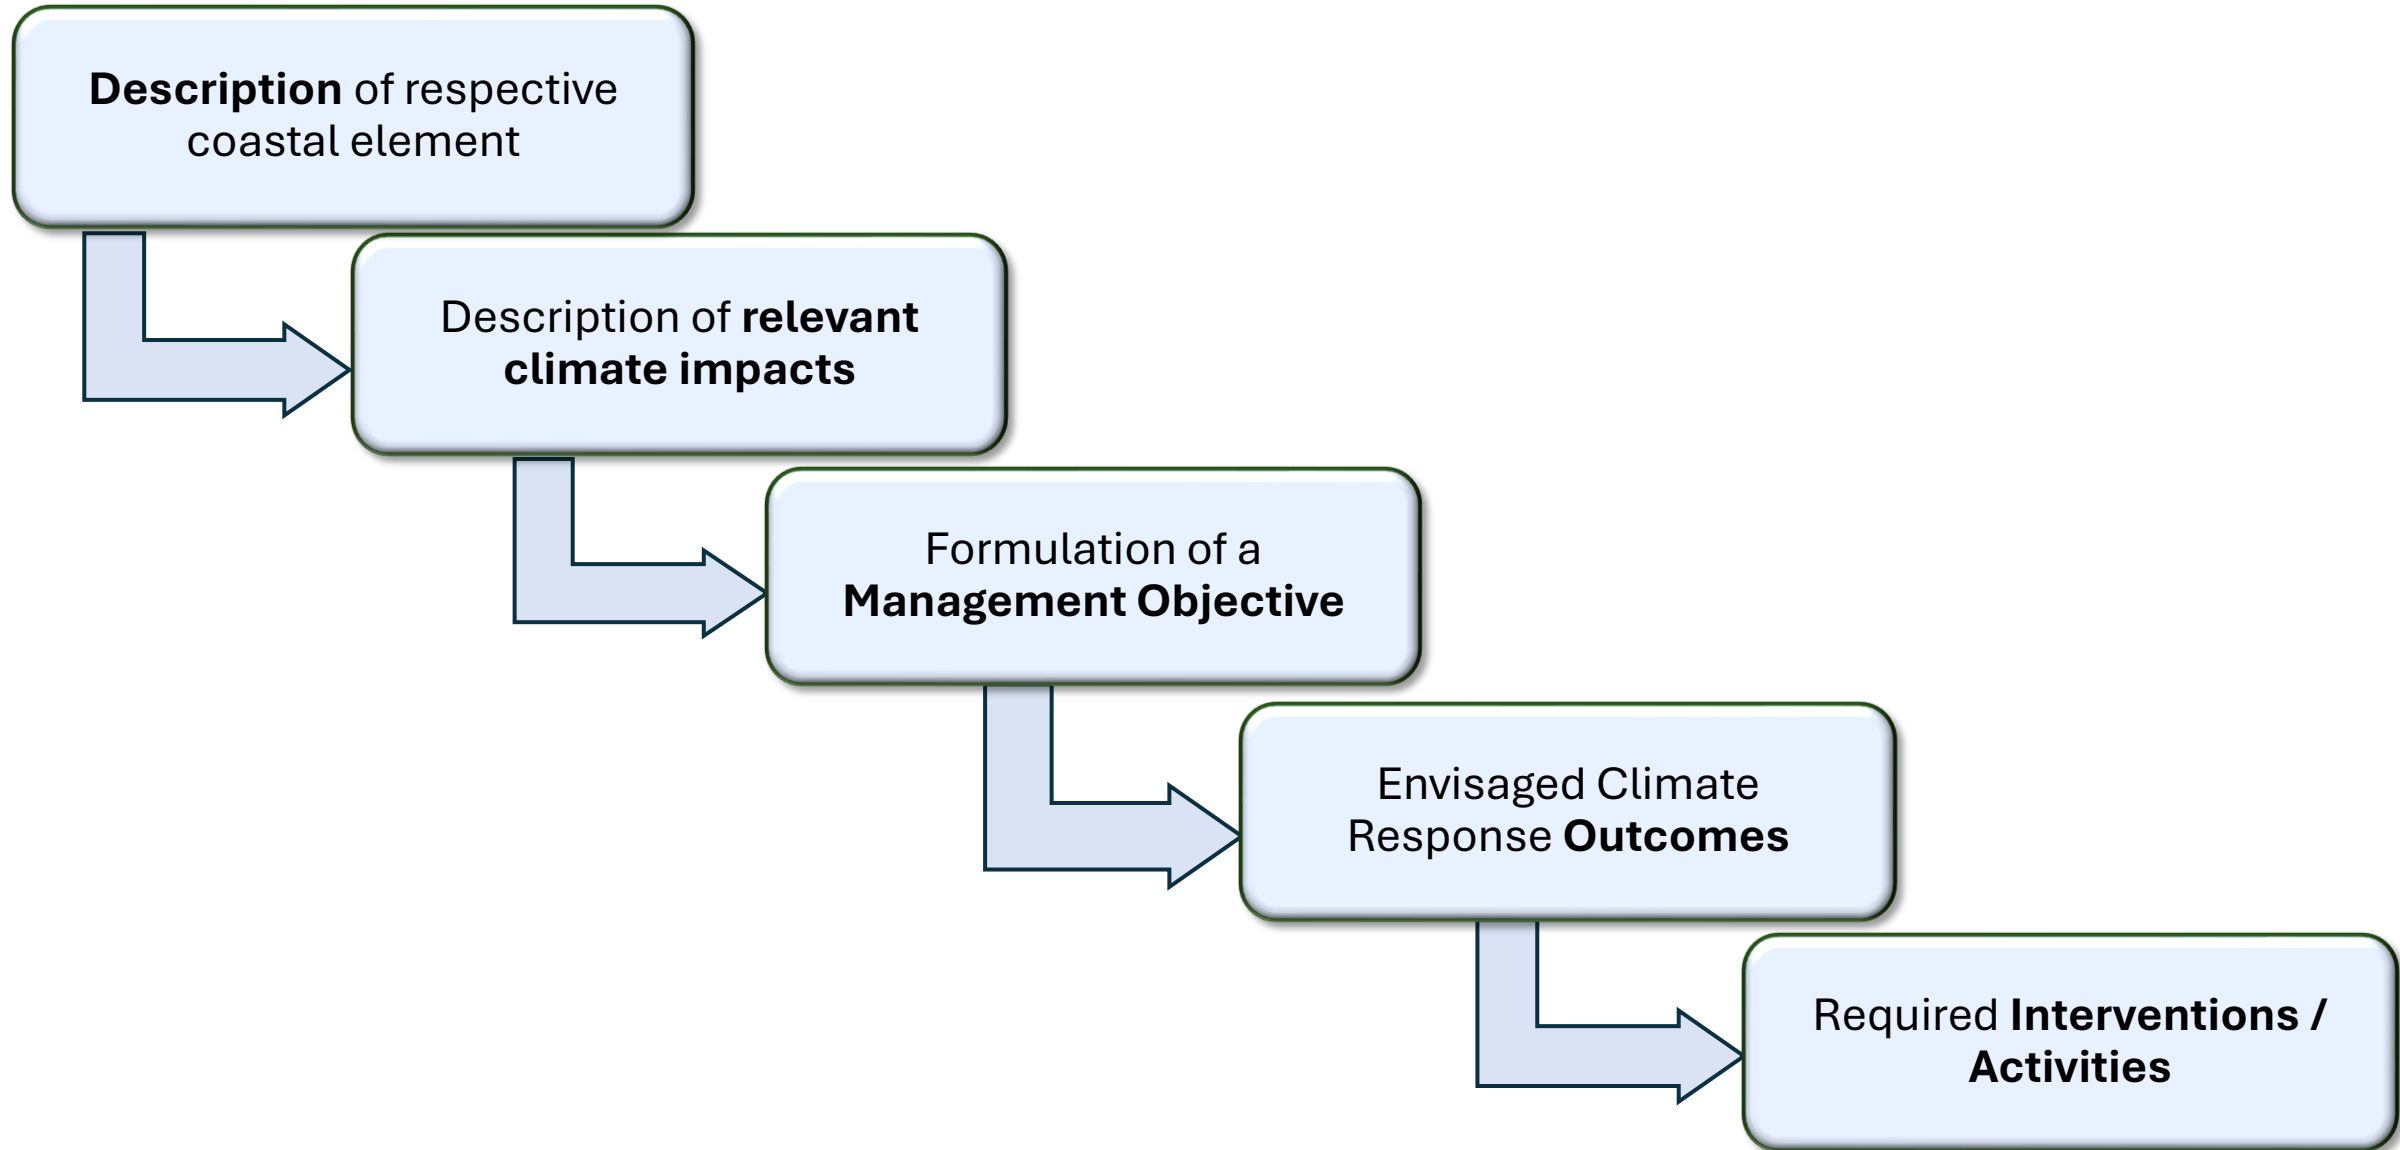 Description of respective
coastal element
Description of relevant
climate impacts
Formulation of a
Management Objective
Envisaged Climate
Response Outcomes
Required Interventions /
Activities